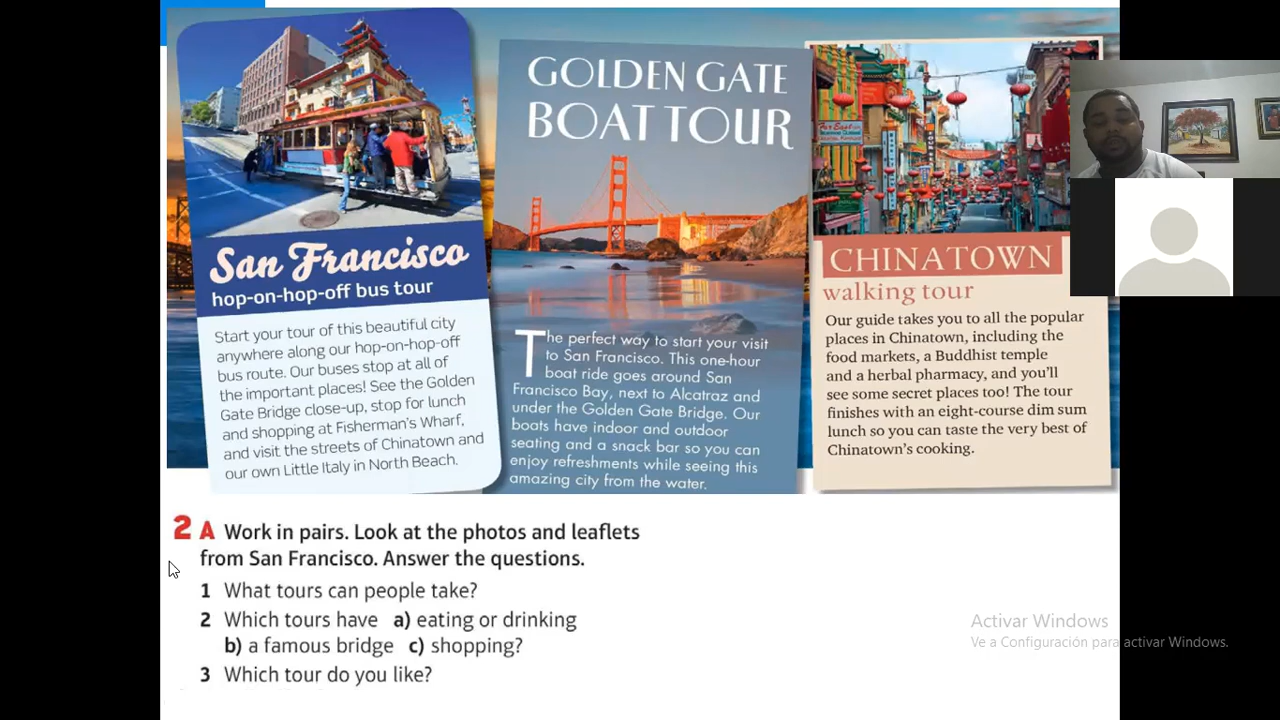 San Francisco
hop-on-hop-off bus tour
Start your tour of this beautiful city
anywhere along our hop-on-hop-off
bus route. Our buses stop at all of
the important places! See the Golden
Gate Bridge close-up, stop for lunch
and shopping at Fisherman's Wharf,
and visit the streets of Chinatown and
our own Little Italy in North Beach.
GOLDEN GATE
BOAT TOUR
The perfect way to start your visit
to San Francisco. This one-hour
boat ride goes around San
Francisco Bay, next to Alcatraz and
under the Golden Gate Bridge. Our
boats have indoor and outdoor
seating and a snack bar so you can
enjoy refreshments while seeing this
amazing city from the water.
CHINATOWN
walking tour
Our guide takes you to all the popular
places in Chinatown, including the
food markets, a Buddhist temple
and a herbal pharmacy, and you'll
see some secret places too! The tour
finishes with an eight-course dim sum
lunch so you can taste the very best of
Chinatown's cooking.
2 A Work in pairs. Look at the photos and leaflets
from San Francisco. Answer the questions.
1 What tours can people take?
2 Which tours have a) eating or drinking
b) a famous bridge c) shopping?
3 Which tour do you like?
Activar Windows
Ve a Configuración para activar Windows.